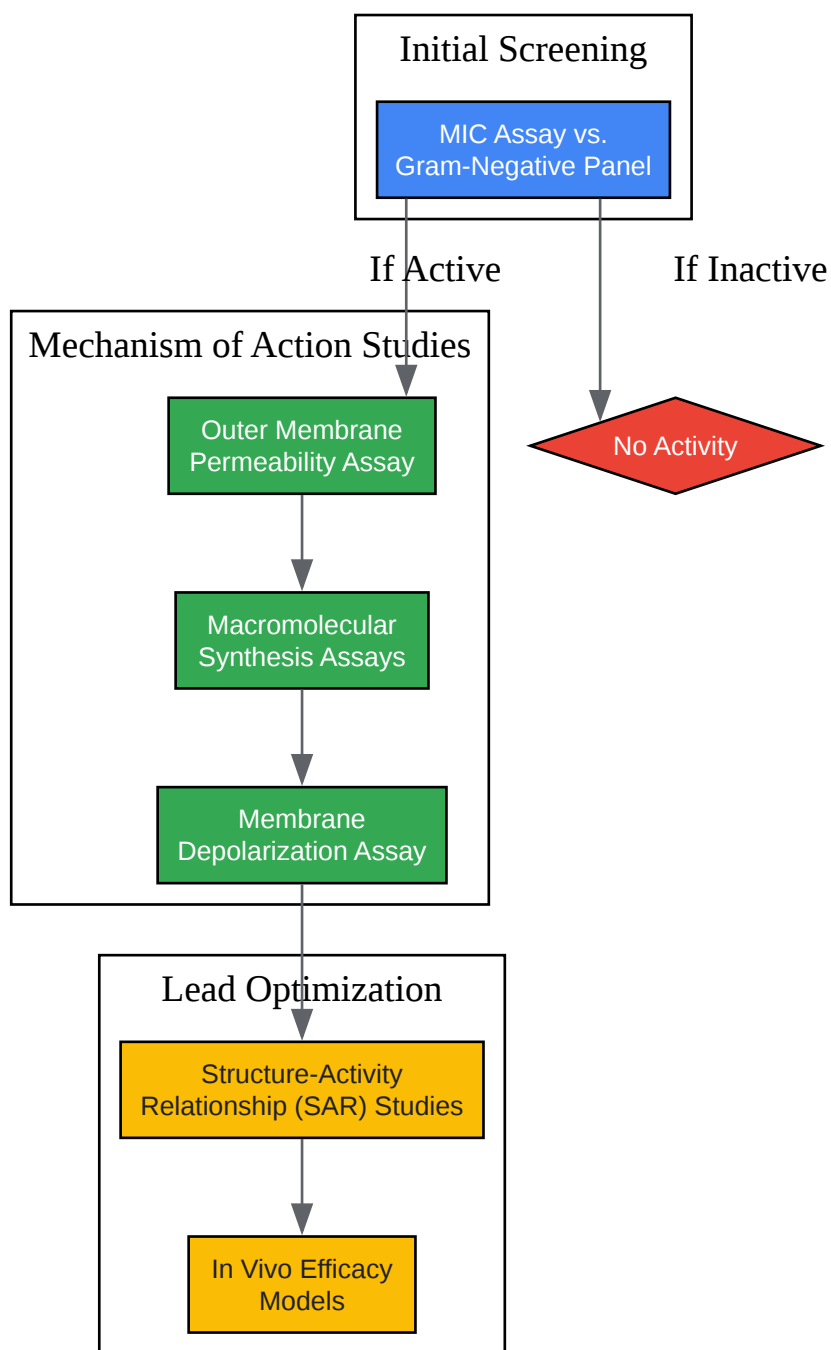 Initial Screening
MIC Assay vs.
Gram-Negative Panel
If Active
If Inactive
Mechanism of Action Studies
Outer Membrane
Permeability Assay
No Activity
Macromolecular
Synthesis Assays
Membrane
Depolarization Assay
Lead Optimization
Structure-Activity
Relationship (SAR) Studies
In Vivo Efficacy
Models